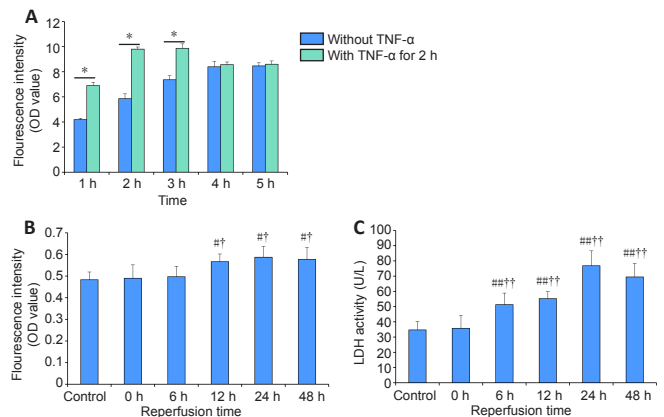 A
Flourescence intensity
(OD value)
12
10
8
6
4
2
0
*
*
*
1 h 2 h 3 h 4 h 5 h
Time
Without TNF-α
With TNF-α for 2 h
B
Flourescence intensity
(OD value)
0.7
0.6
0.5
0.4
0.3
0.2
0.1
0
#†
#†
#†
Control 0 h 6 h 12 h 24 h 48 h
Reperfusion time
C
LDH activity (U/L)
100
90
80
70
60
50
40
30
20
10
0
##††
##††
##††
##††
Control 0 h 6 h 12 h 24 h 48 h
Reperfusion time